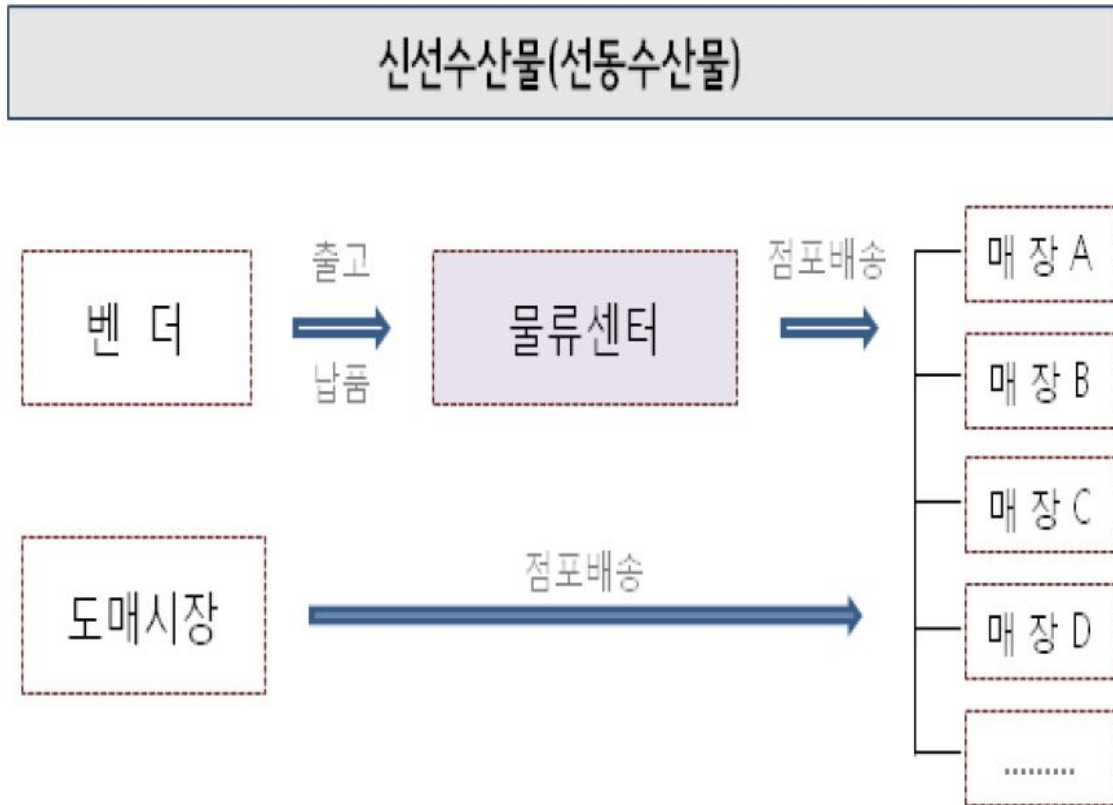 신선수산물(선동수산물)
벤 더
출고
납품
물류센터
점포배송
매 장 A
매 장 B
매 장 C
매 장 D
.........
도매시장
점포배송